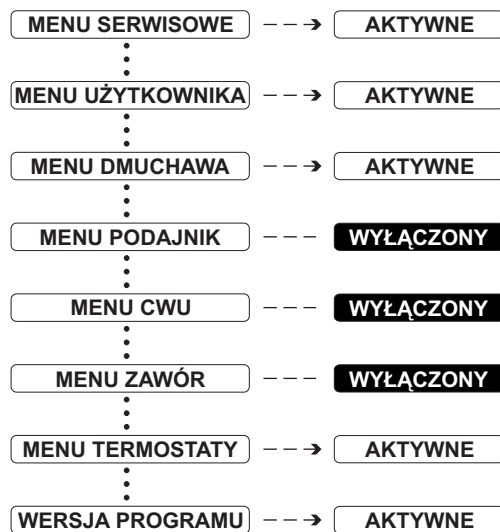 MENU SERWISOWE AKTYWNE
MENU UŻYTKOWNIKA AKTYWNE
MENU DMUCHAWA AKTYWNE
MENU PODAJNIK WYŁĄCZONY
MENU CWU WYŁĄCZONY
MENU ZAWÓR WYŁĄCZONY
MENU TERMOSTATY AKTYWNE
WERSJA PROGRAMU AKTYWNE